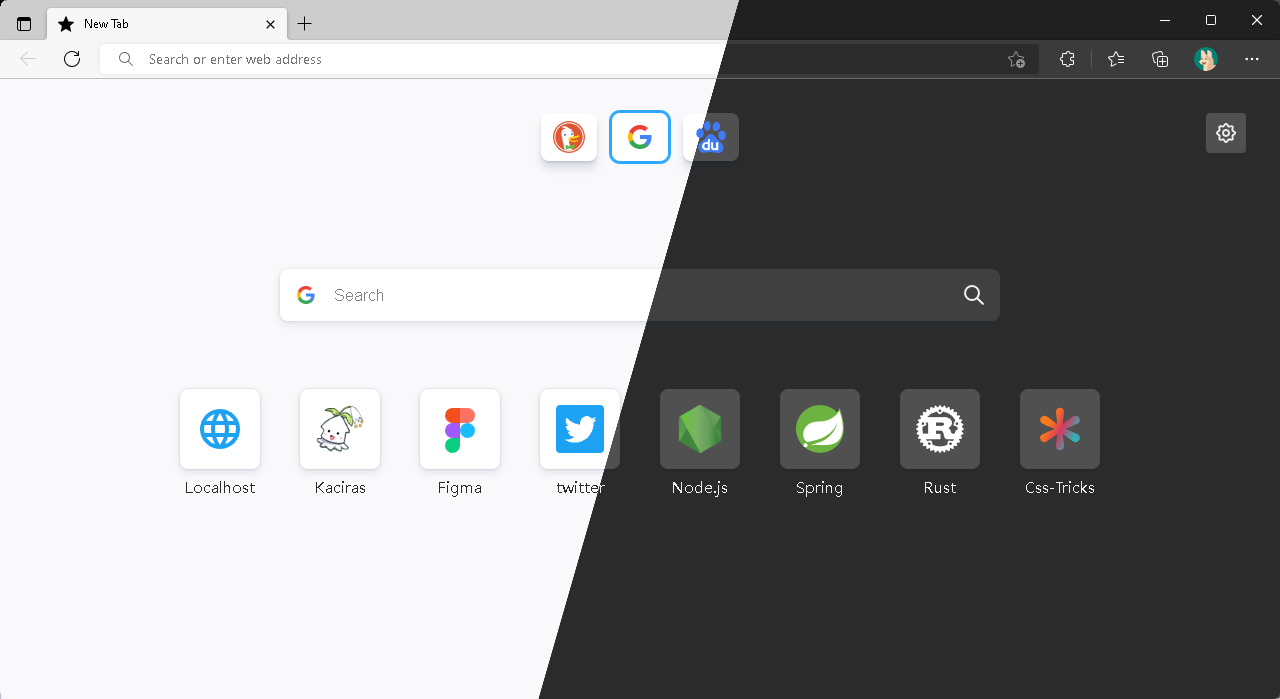 New Tab
Search or enter web address
du
Search
Localhost
Kaciras
Figma
twitter
Node.js
Spring
Rust
Css-Tricks